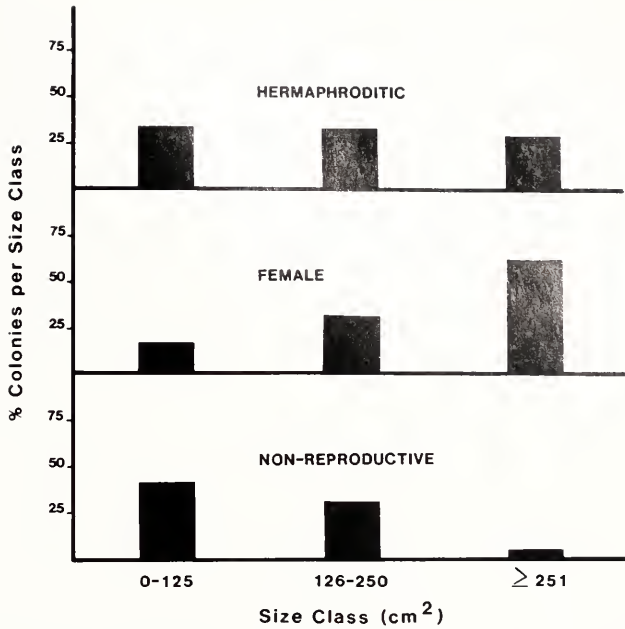 % Colonies per Size Class
75
50
25
HERMAPHRODITIC
75
50
25
FEMALE
75
50
25
NON-REPRODUCTIVE
0-125 126-250 ≥ 251
Size Class (cm²)